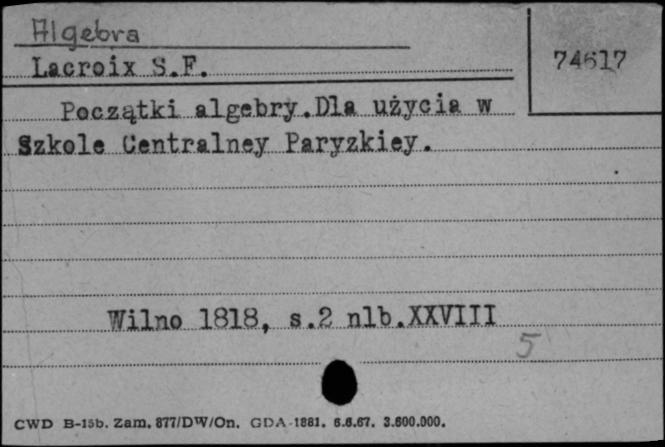 Algebra
Lacroix S.F.
74617
Początki algebry.Dla użycia w
Szkole Centralney Paryzkiey.
Wilno 1818, s.2 nlb.XXVIII
5
CWD B-15b. Zam. 877/DW/On. GDA-1881. 6.6.67. 3.600.000.